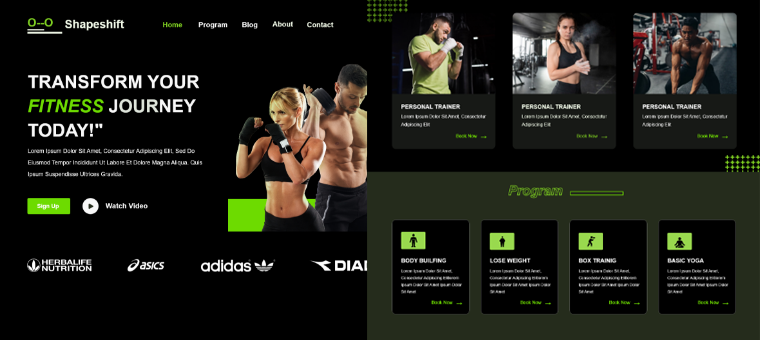 O--O Shapeshift
Home Program Blog About Contact
TRANSFORM YOUR
FITNESS JOURNEY
TODAY!"
Lorem Ipsum Dolor Sit Amet, Consectetur Adipiscing Elit, Sed Do
Eiusmod Tempor Incididunt Ut Labore Et Dolore Magna Aliqua. Quis
Ipsum Suspendisse Ultrices Gravida.
Sign Up Watch Video
HERBALIFE
NUTRITION
asics
adidas
DIA
PERSONAL TRAINER
Lorem Ipsum Dolor Sit Amet, Consectetur
Adipiscing Elit
Book Now →
PERSONAL TRAINER
Lorem Ipsum Dolor Sit Amet, Consectetur
Adipiscing Elit
Book Now →
PERSONAL TRAINER
Lorem Ipsum Dolor Sit Amet, Consectetur
Adipiscing Elit
Book Now →
Program
BODY BUILFING
Lorem Ipsum Dolor Sit Amet,
Consectetur Adipiscing Elitlorem
Ipsum Dolor Sit Amet Ipsum Dolor
Sit Amet
Book Now →
LOSE WEIGHT
Lorem Ipsum Dolor Sit Amet,
Consectetur Adipiscing Elitlorem
Ipsum Dolor Sit Amet Ipsum Dolor
Sit Amet
Book Now →
BOX TRAINIG
Lorem Ipsum Dolor Sit Amet,
Consectetur Adipiscing Elitlorem
Ipsum Dolor Sit Amet Ipsum Dolor
Sit Amet
Book Now →
BASIC YOGA
Lorem Ipsum Dolor Sit Amet,
Consectetur Adipiscing Elitlorem
Ipsum Dolor Sit Amet Ipsum Dolor
Sit Amet
Book Now →